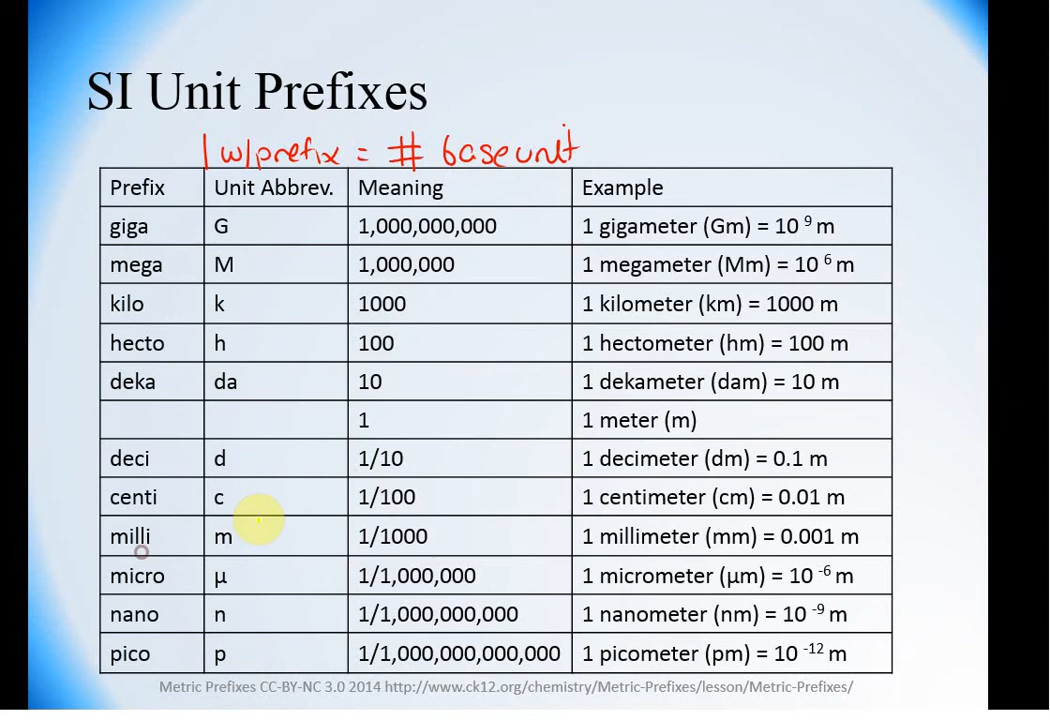 SI Unit Prefixes
1 w/prefix = # base unit
Prefix Unit Abbrev. Meaning Example
giga G 1,000,000,000 1 gigameter (Gm) = 10 ⁹ m
mega M 1,000,000 1 megameter (Mm) = 10 ⁶ m
kilo k 1000 1 kilometer (km) = 1000 m
hecto h 100 1 hectometer (hm) = 100 m
deka da 10 1 dekameter (dam) = 10 m
1 1 meter (m)
deci d 1/10 1 decimeter (dm) = 0.1 m
centi c 1/100 1 centimeter (cm) = 0.01 m
milli m 1/1000 1 millimeter (mm) = 0.001 m
micro μ 1/1,000,000 1 micrometer (μm) = 10 ⁻⁶ m
nano n 1/1,000,000,000 1 nanometer (nm) = 10 ⁻⁹ m
pico p 1/1,000,000,000,000 1 picometer (pm) = 10 ⁻¹² m
Metric Prefixes CC-BY-NC 3.0 2014 http://www.ck12.org/chemistry/Metric-Prefixes/lesson/Metric-Prefixes/